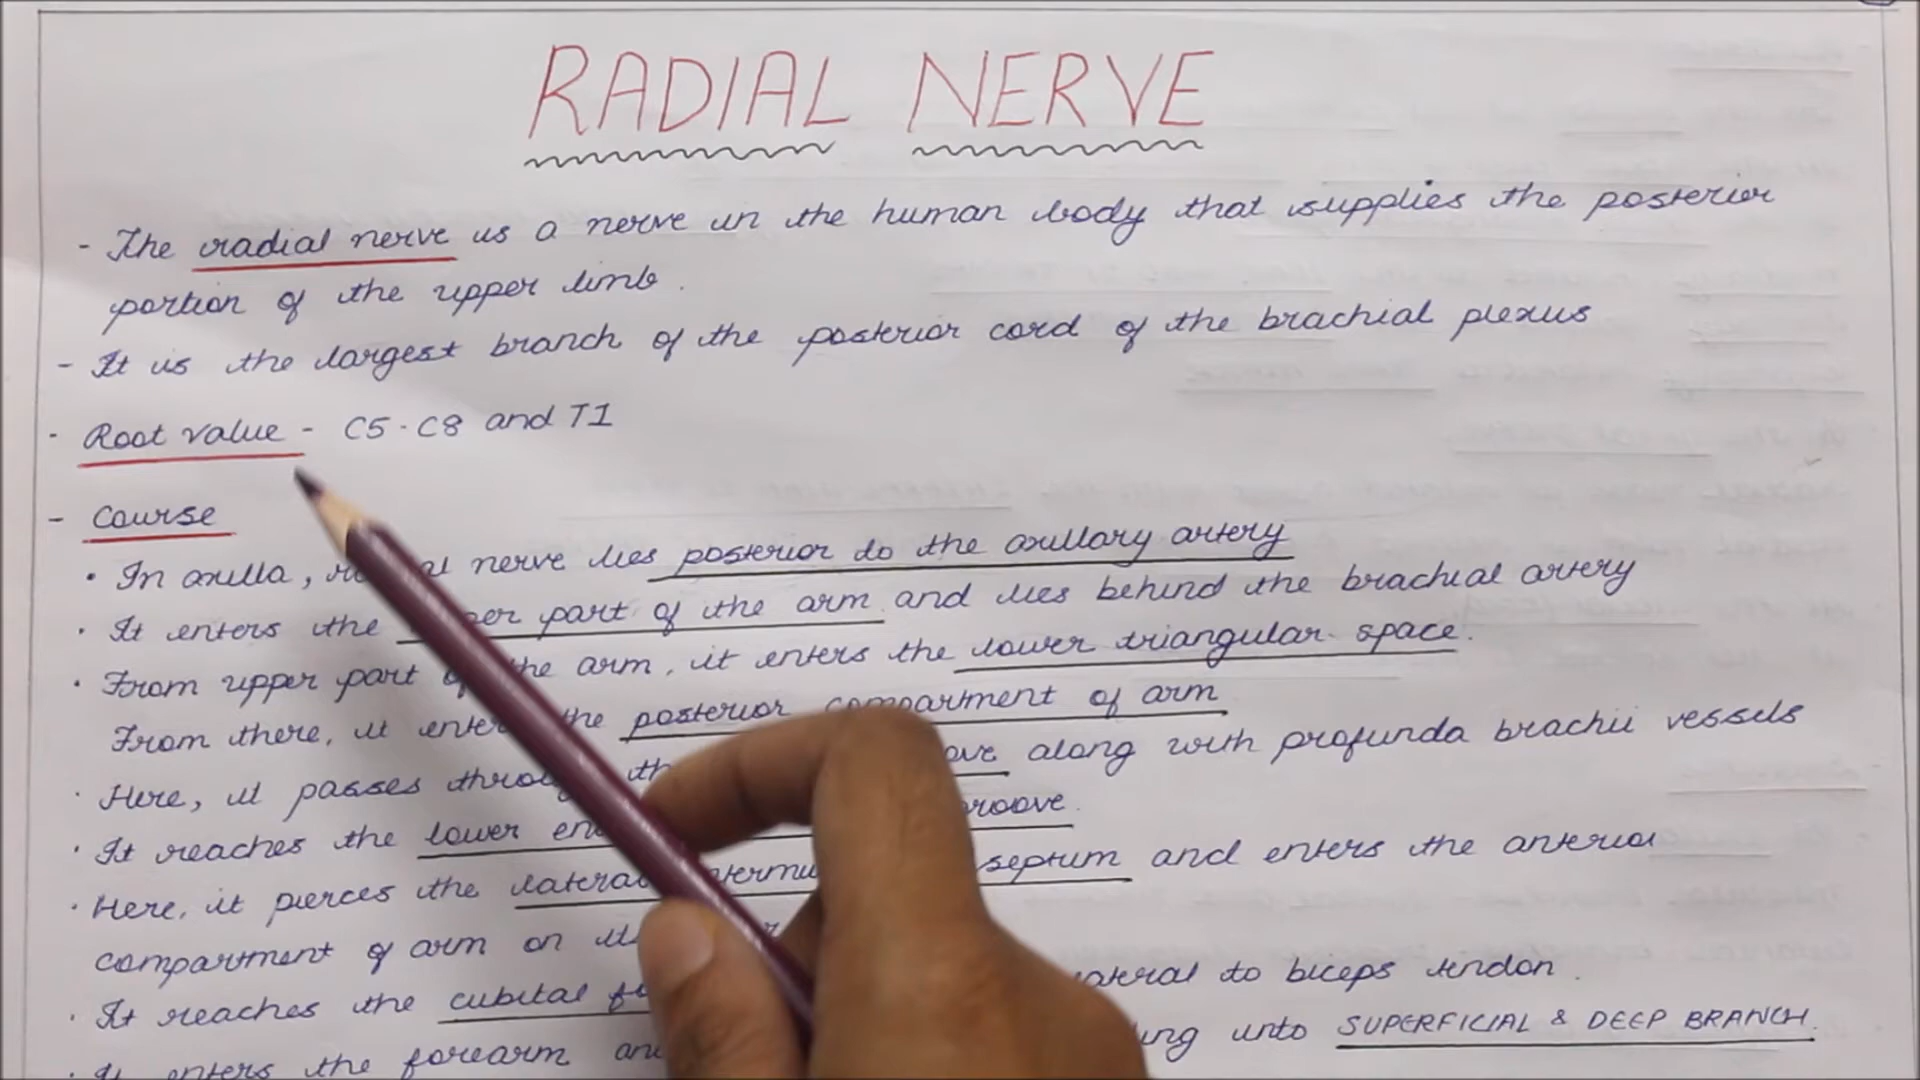 RADIAL NERVE
- The radial nerve is a nerve in the human body that supplies the posterior
portion of the upper limb.
- It is the largest branch of the posterior cord of the brachial plexus
- Root value - C5-C8 and T1
- Course
• In axilla, nerve lies posterior to the axillary artery
• It enters the part of the arm and lies behind the brachial artery
• From upper part the arm, it enters the lower triangular space.
From there, it the posterior compartment of arm
• Here, it passes along with profunda brachii vessels
• It reaches the lower groove.
• Here, it pierces the septum and enters the anterior
compartment of arm on
• It reaches the cubital to biceps tendon.
• It enters the forearm unto SUPERFICIAL & DEEP BRANCH.